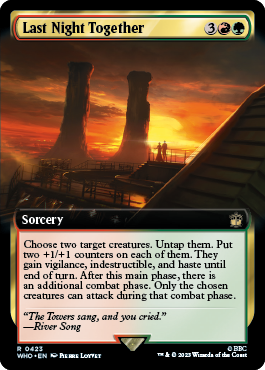 Last Night Together 3
Sorcery
Choose two target creatures. Untap them. Put
two +1/+1 counters on each of them. They
gain vigilance, indestructible, and haste until
end of turn. After this main phase, there is
an additional combat phase. Only the chosen
creatures can attack during that combat phase.
“The Towers sang, and you cried.”
—River Song
R 0423
WHO • EN Pierre Loyvet
© BBC
™ & © 2023 Wizards of the Coast